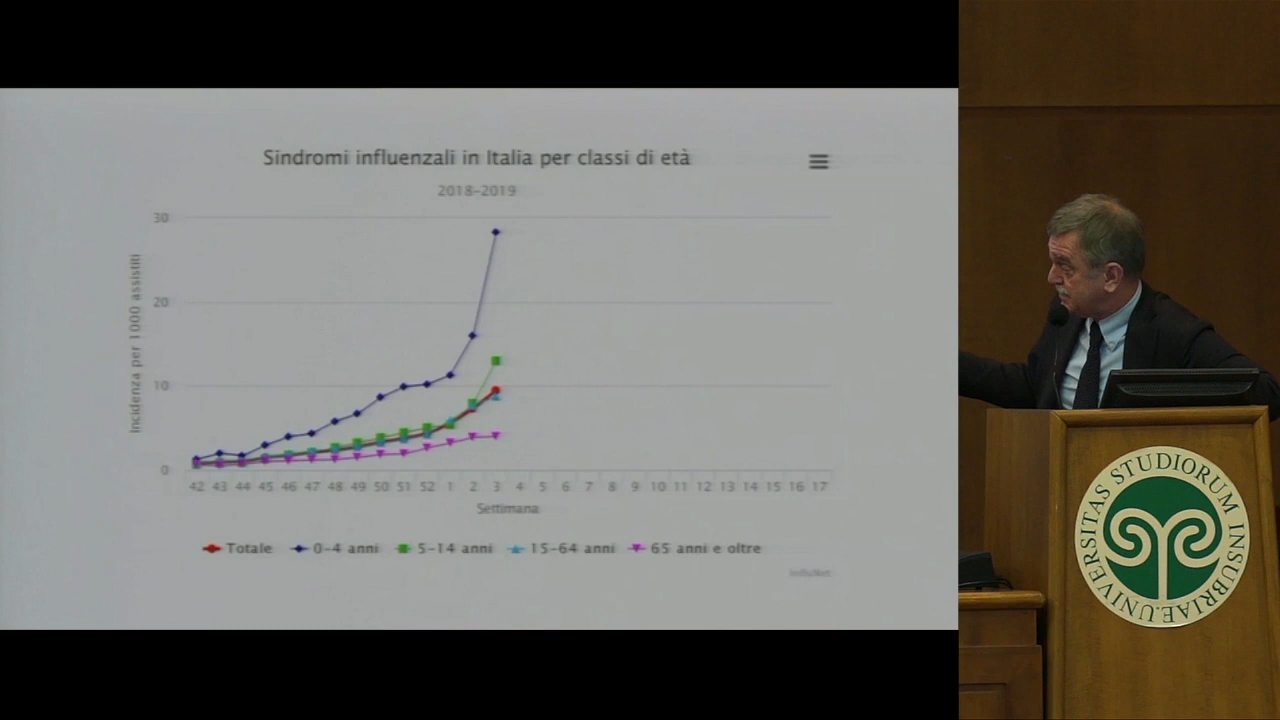 Sindromi influenzali in Italia per classi di età
2018-2019
Incidenza per 1000 assistiti
30
20
10
0
42 43 44 45 46 47 48 49 50 51 52 1 2 3 4 5 6 7 8 9 10 11 12 13 14 15 16 17
Settimana
Totale 0-4 anni 5-14 anni 15-64 anni 65 anni e oltre
InfluNet
UNIVERSITAS STUDIORUM INSUBRIAE